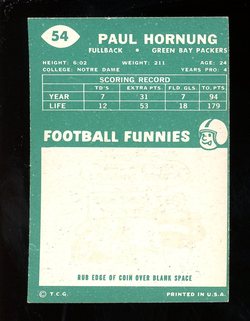 54
PAUL HORNUNG
FULLBACK • GREEN BAY PACKERS
HEIGHT: 6:02 WEIGHT: 211 AGE: 24
COLLEGE: NOTRE DAME YEARS PRO: 4
SCORING RECORD
TD'S EXTRA PTS. FLD. GLS. TO. PTS.
YEAR 7 31 7 94
LIFE 12 53 18 179
FOOTBALL FUNNIES
RUB EDGE OF COIN OVER BLANK SPACE
© T.C.G. PRINTED IN U.S.A.